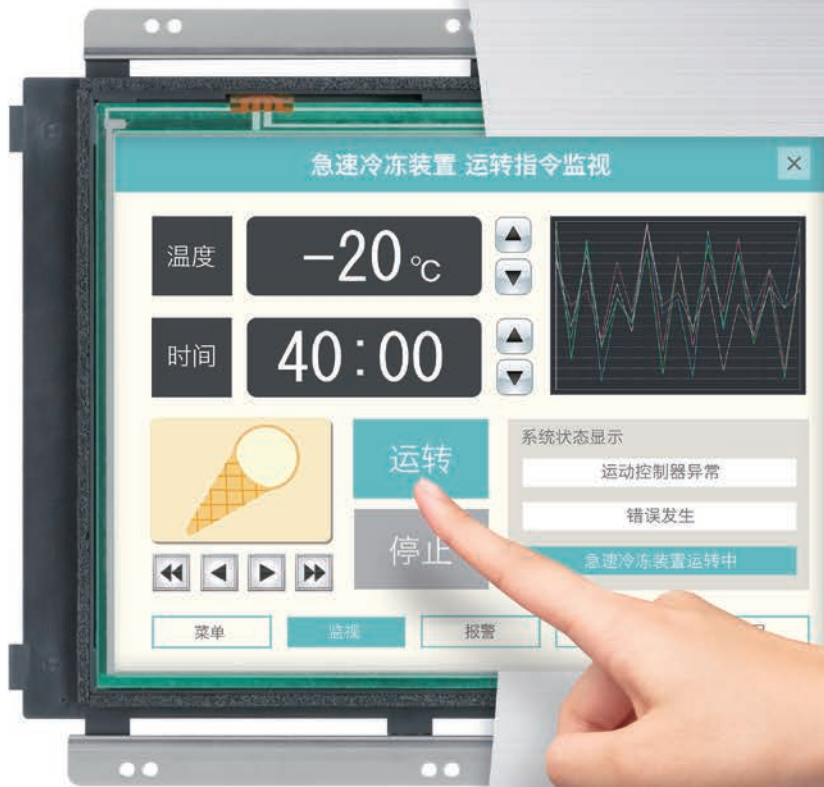 急速冷冻装置 运转指令监视
温度
-20 ℃
时间
40:00
运转
停止
系统状态显示
运动控制器异常
错误发生
急速冷冻装置运转中
菜单
监视
报警